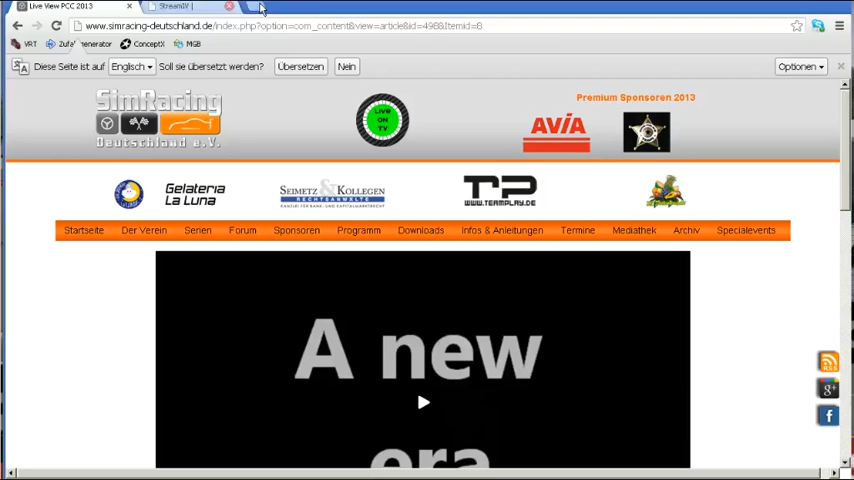 Live View PCC 2013
StreamIV |
www.simracing-deutschland.de/index.php?option=com_content&view=article&id=498&Itemid=8
VRT
ConceptX
MGB
Diese Seite ist auf Englisch Soll sie übersetzt werden? Übersetzen Nein Optionen
SimRacing
Deutschland e.V.
LIVE
ON
TV
Premium Sponsoren 2013
AVIA
Gelateria
La Luna
SEIMETZ & KOLLEGEN
RECHTSANWÄLTE
TP
WWW.TEAMPLAY.DE
Startseite Der Verein Serien Forum Sponsoren Programm Downloads Infos & Anleitungen Termine Mediathek Archiv Specialevents
A new
era
RSS
g+
f